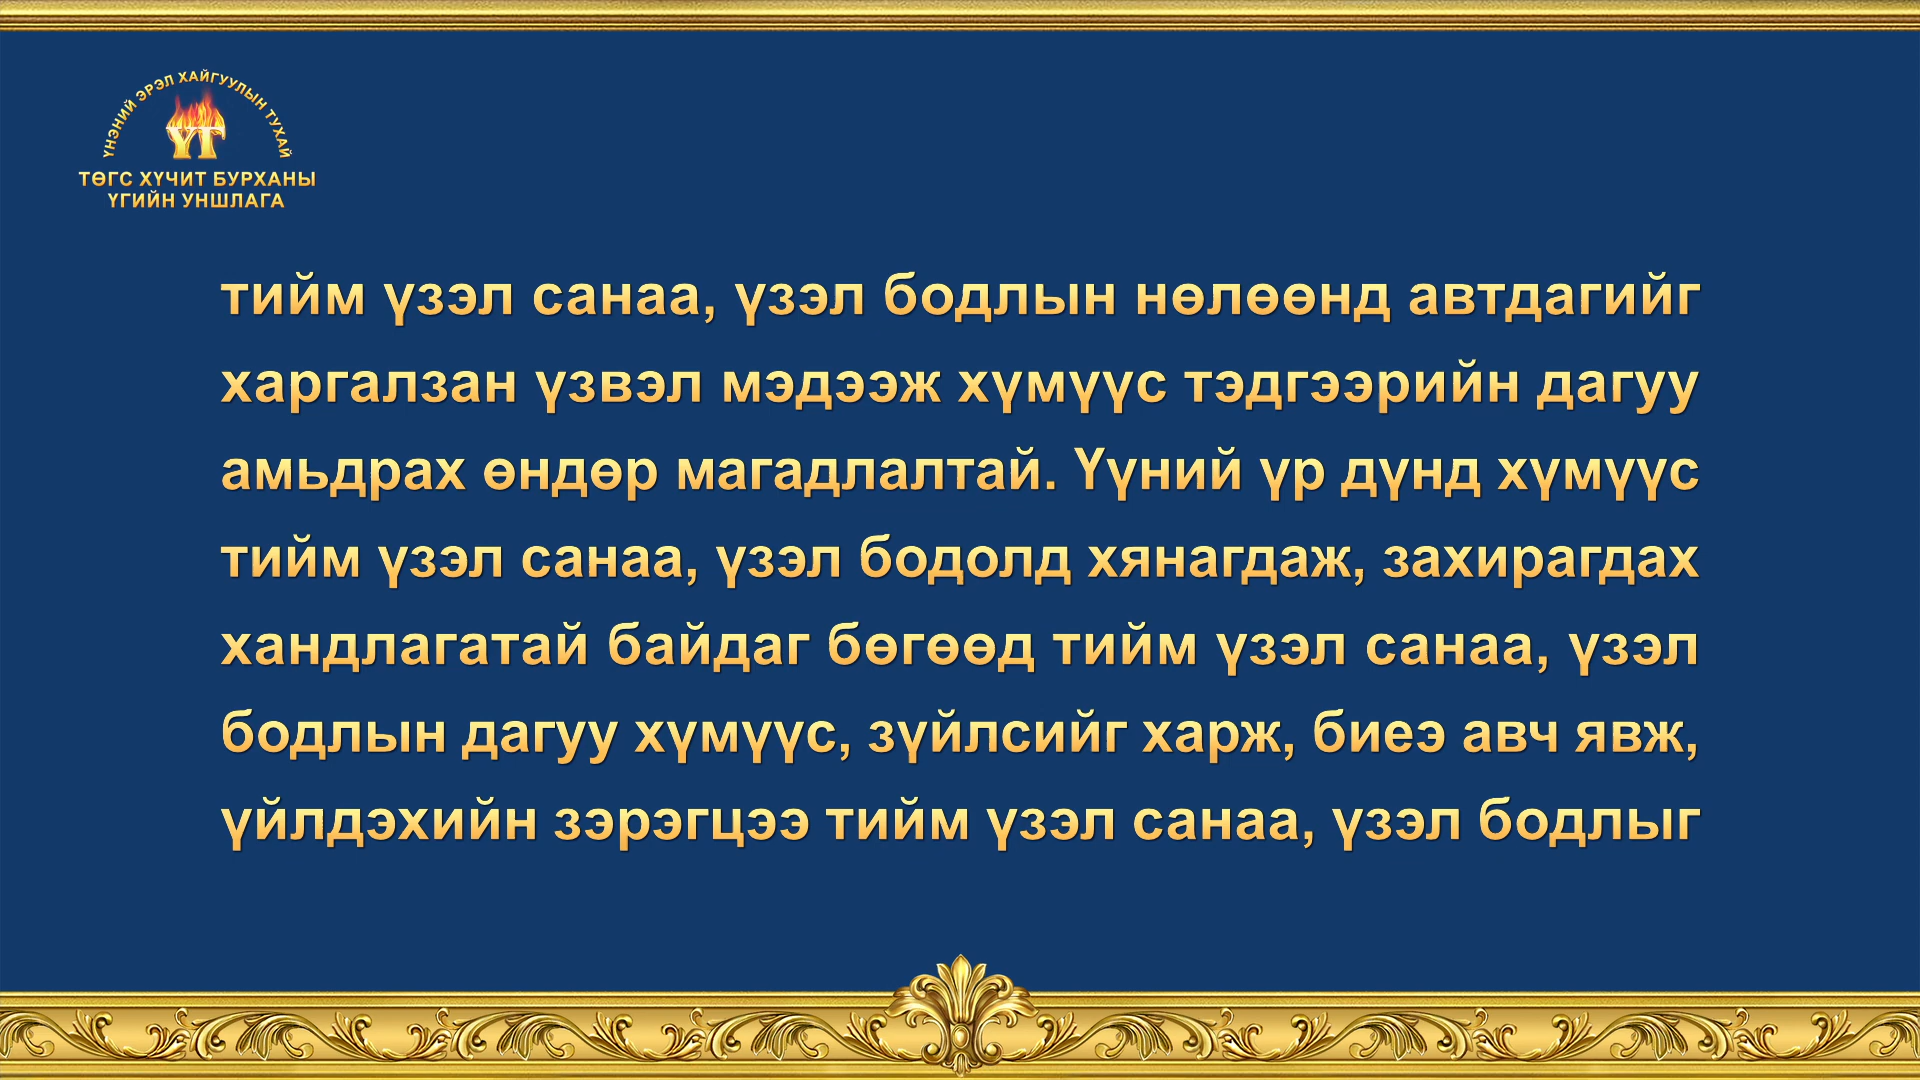 ҮНЭНИЙ ЭРЭЛ ХАЙГУУЛЫН ТУХАЙ
ҮГ
ТӨГС ХҮЧИТ БУРХАНЫ
ҮГИЙН УНШЛАГА
тийм үзэл санаа, үзэл бодлын нөлөөнд автдагийг
харгалзан үзвэл мэдээж хүмүүс тэдгээрийн дагуу
амьдрах өндөр магадлалтай. Үүний үр дүнд хүмүүс
тийм үзэл санаа, үзэл бодолд хянагдаж, захирагдах
хандлагатай байдаг бөгөөд тийм үзэл санаа, үзэл
бодлын дагуу хүмүүс, зүйлсийг харж, биеэ авч явж,
үйлдэхийн зэрэгцээ тийм үзэл санаа, үзэл бодлыг